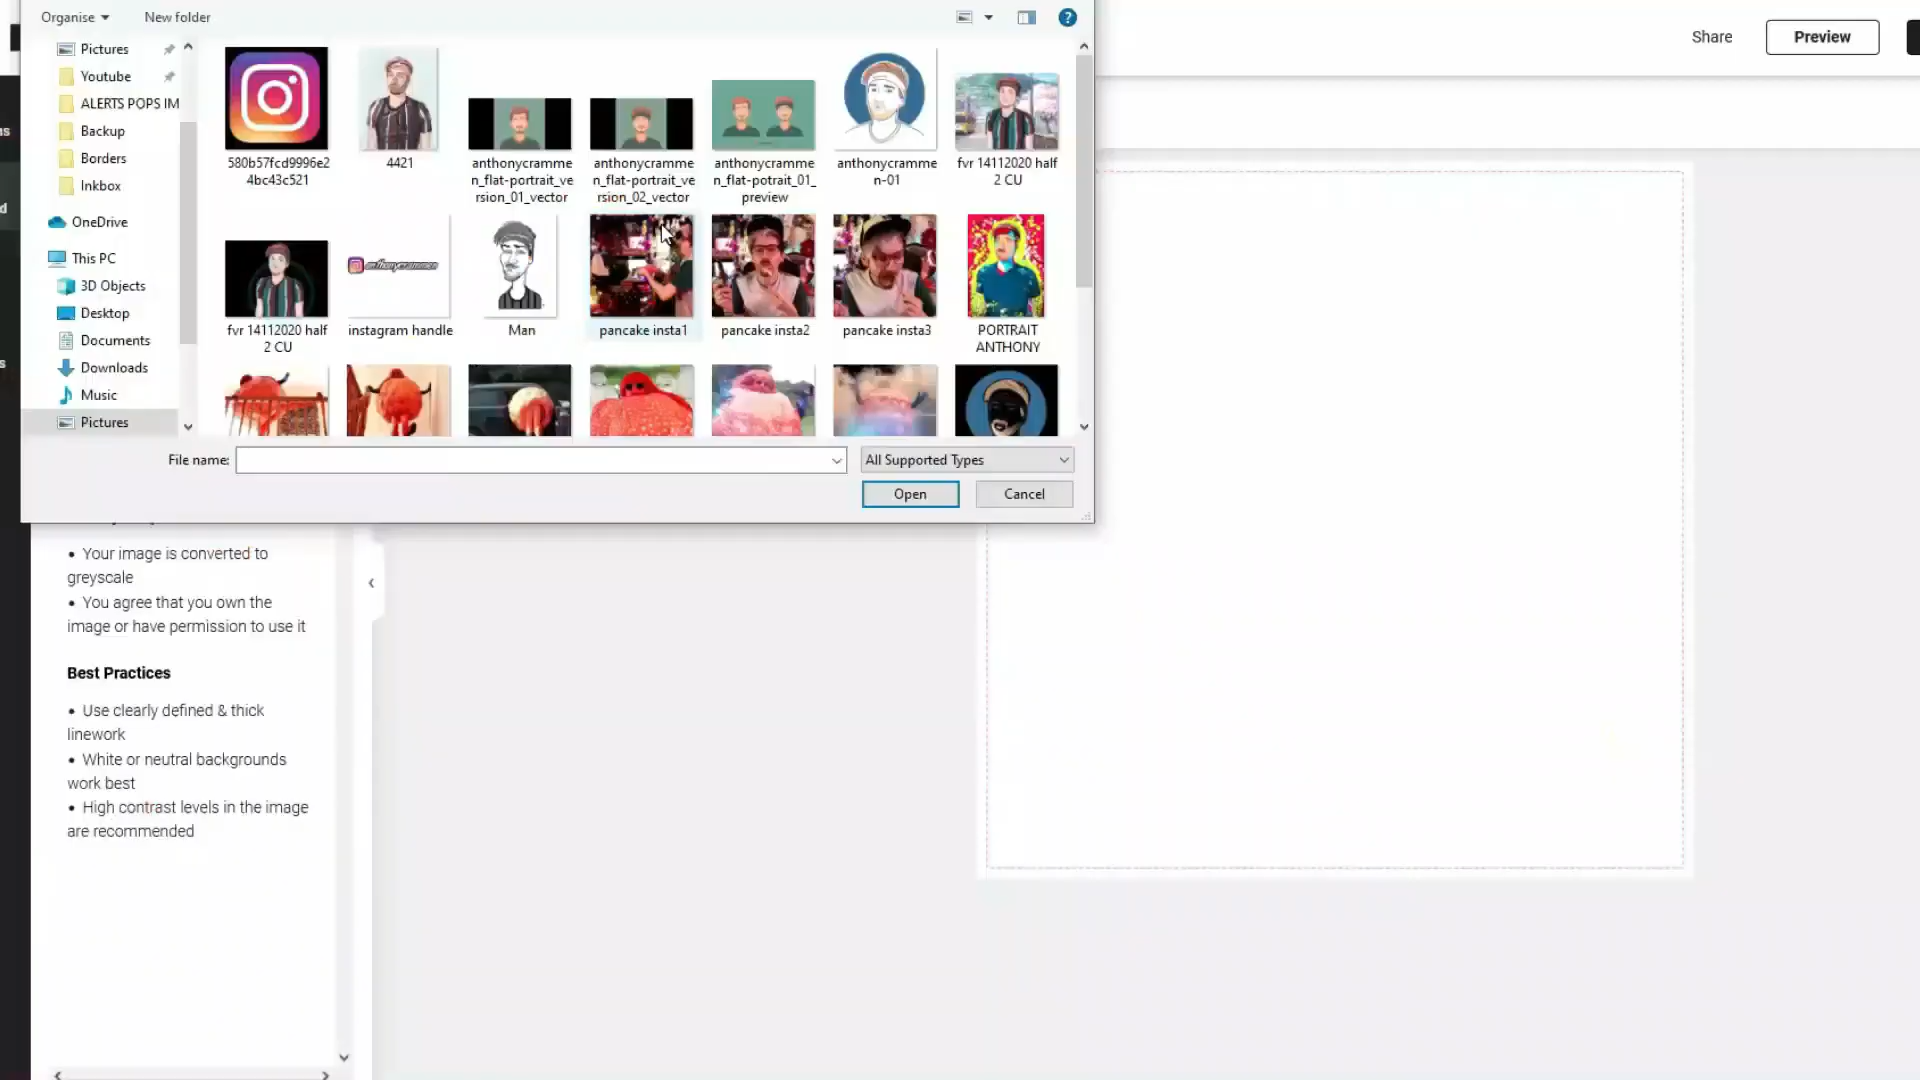 Organise
New folder
Share
Preview
Pictures
Youtube
ALERTS POPS IM
Backup
Borders
Inkbox
OneDrive
This PC
3D Objects
Desktop
Documents
Downloads
Music
Pictures
580b57fcd9996e2
4bc43c521
4421
anthonycramme
n_flat-portrait_ve
rsion_01_vector
anthonycramme
n_flat-portrait_ve
rsion_02_vector
anthonycramme
n_flat-potrait_01_
preview
anthonycramme
n-01
fvr 14112020 half
2 CU
fvr 14112020 half
2 CU
anthonycrammen
instagram handle
Man
pancake insta1
pancake insta2
pancake insta3
PORTRAIT
ANTHONY
File name:
All Supported Types
Open
Cancel
• Your image is converted to
greyscale
• You agree that you own the
image or have permission to use it
Best Practices
• Use clearly defined & thick
linework
• White or neutral backgrounds
work best
• High contrast levels in the image
are recommended